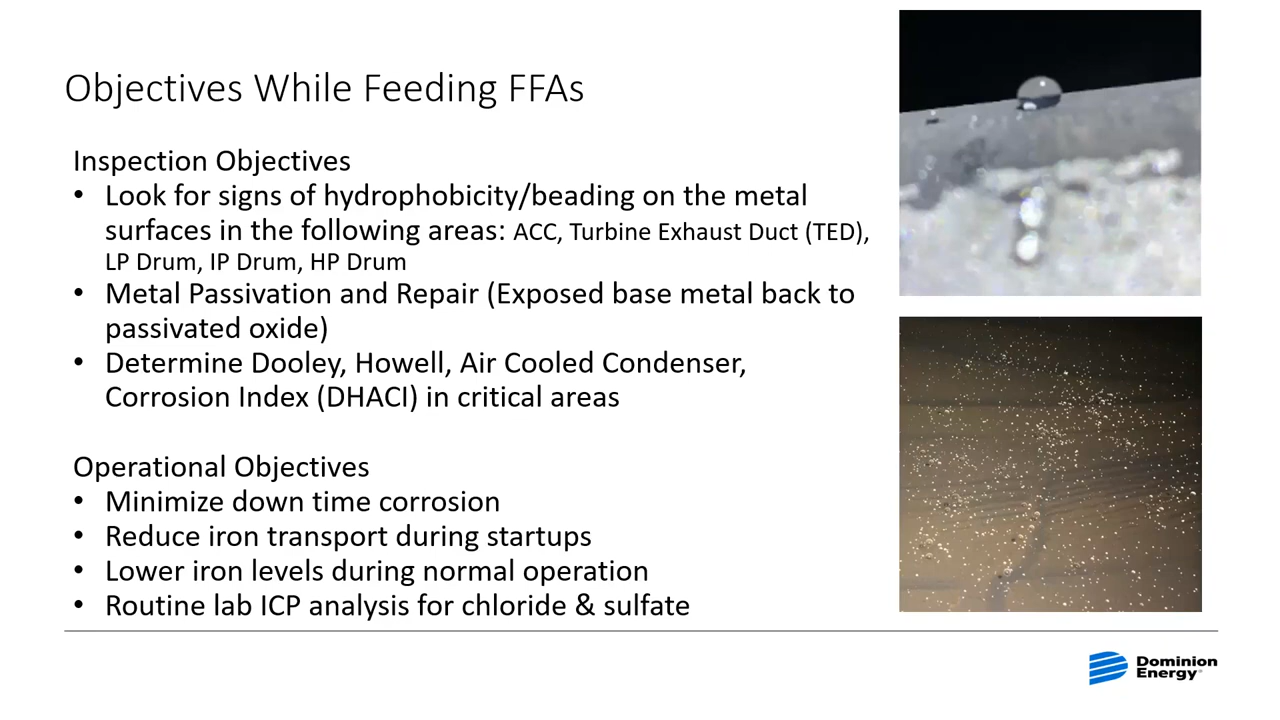 Objectives While Feeding FFAs
Inspection Objectives
• Look for signs of hydrophobicity/beading on the metal
surfaces in the following areas: ACC, Turbine Exhaust Duct (TED),
LP Drum, IP Drum, HP Drum
• Metal Passivation and Repair (Exposed base metal back to
passivated oxide)
• Determine Dooley, Howell, Air Cooled Condenser,
Corrosion Index (DHACI) in critical areas
Operational Objectives
• Minimize down time corrosion
• Reduce iron transport during startups
• Lower iron levels during normal operation
• Routine lab ICP analysis for chloride & sulfate
Dominion
Energy